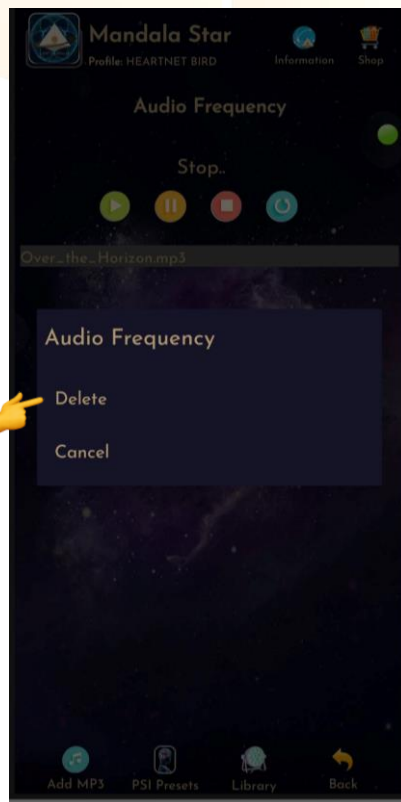 Mandala Star
Profile: HEARTNET BIRD
Information
Shop
Audio Frequency
Stop..
Over_the_Horizon.mp3
Audio Frequency
Delete
Cancel
Add MP3
PSI Presets
Library
Back